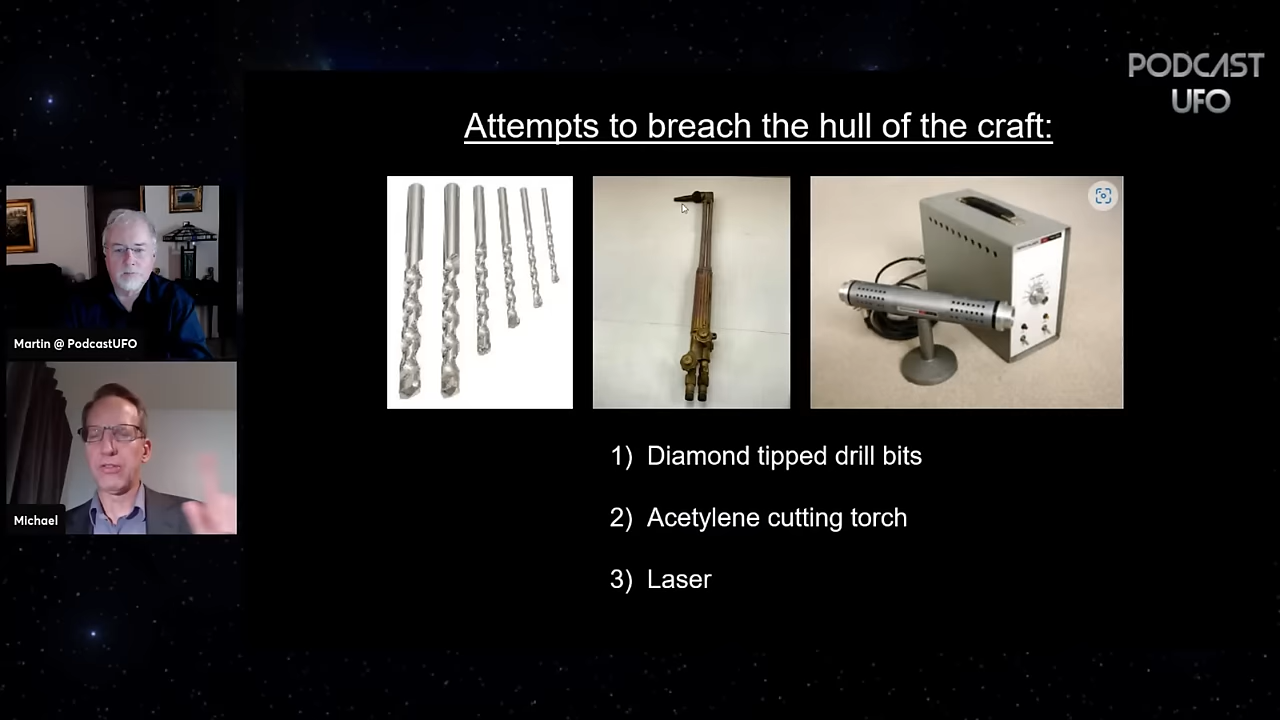 PODCAST
UFO
Attempts to breach the hull of the craft:
Martin @ PodcastUFO
Michael
1) Diamond tipped drill bits
2) Acetylene cutting torch
3) Laser